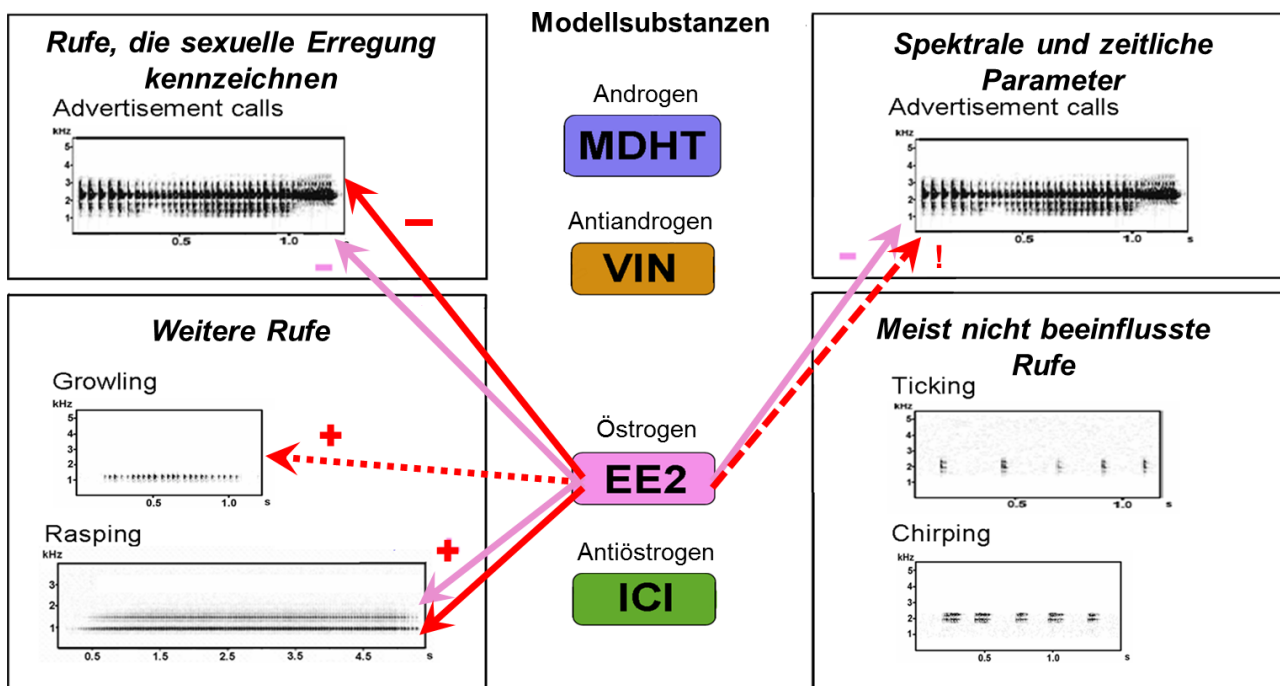 Modellsubstanzen
Rufe, die sexuelle Erregung
kennzeichnen
Advertisement calls
kHz
5
4
3
2
1
0.5
1.0
s
−
-
Weitere Rufe
Growling
kHz
5
4
3
2
1
0.5
1.0
s
+
Rasping
kHz
3
2
1
0.5
1.5
2.5
3.5
4.5
s
+
Androgen
MDHT
Antiandrogen
VIN
Östrogen
EE2
Antiöstrogen
ICI
Spektrale und zeitliche
Parameter
Advertisement calls
kHz
5
4
3
2
1
0.5
1.0
s
-
!
Meist nicht beeinflusste
Rufe
Ticking
kHz
5
4
3
2
1
0.5
1.0
s
Chirping
kHz
5
4
3
2
1
0.5
1.0
s